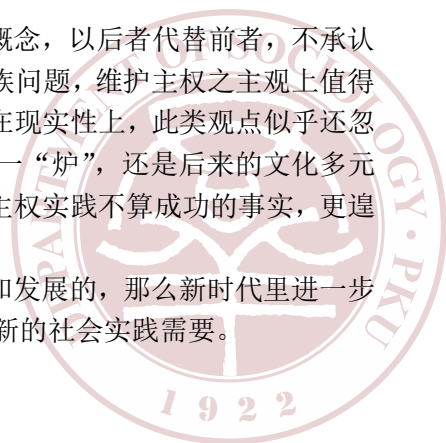 概念，以后者代替前者，不承认
族问题，维护主权之主观上值得
在现实性上，此类观点似乎还忽
一“炉”，还是后来的文化多元
主权实践不算成功的事实，更遑
和发展的，那么新时代里进一步
新的社会实践需要。
DEPARTMENT OF SOCIOLOGY · PKU
1922